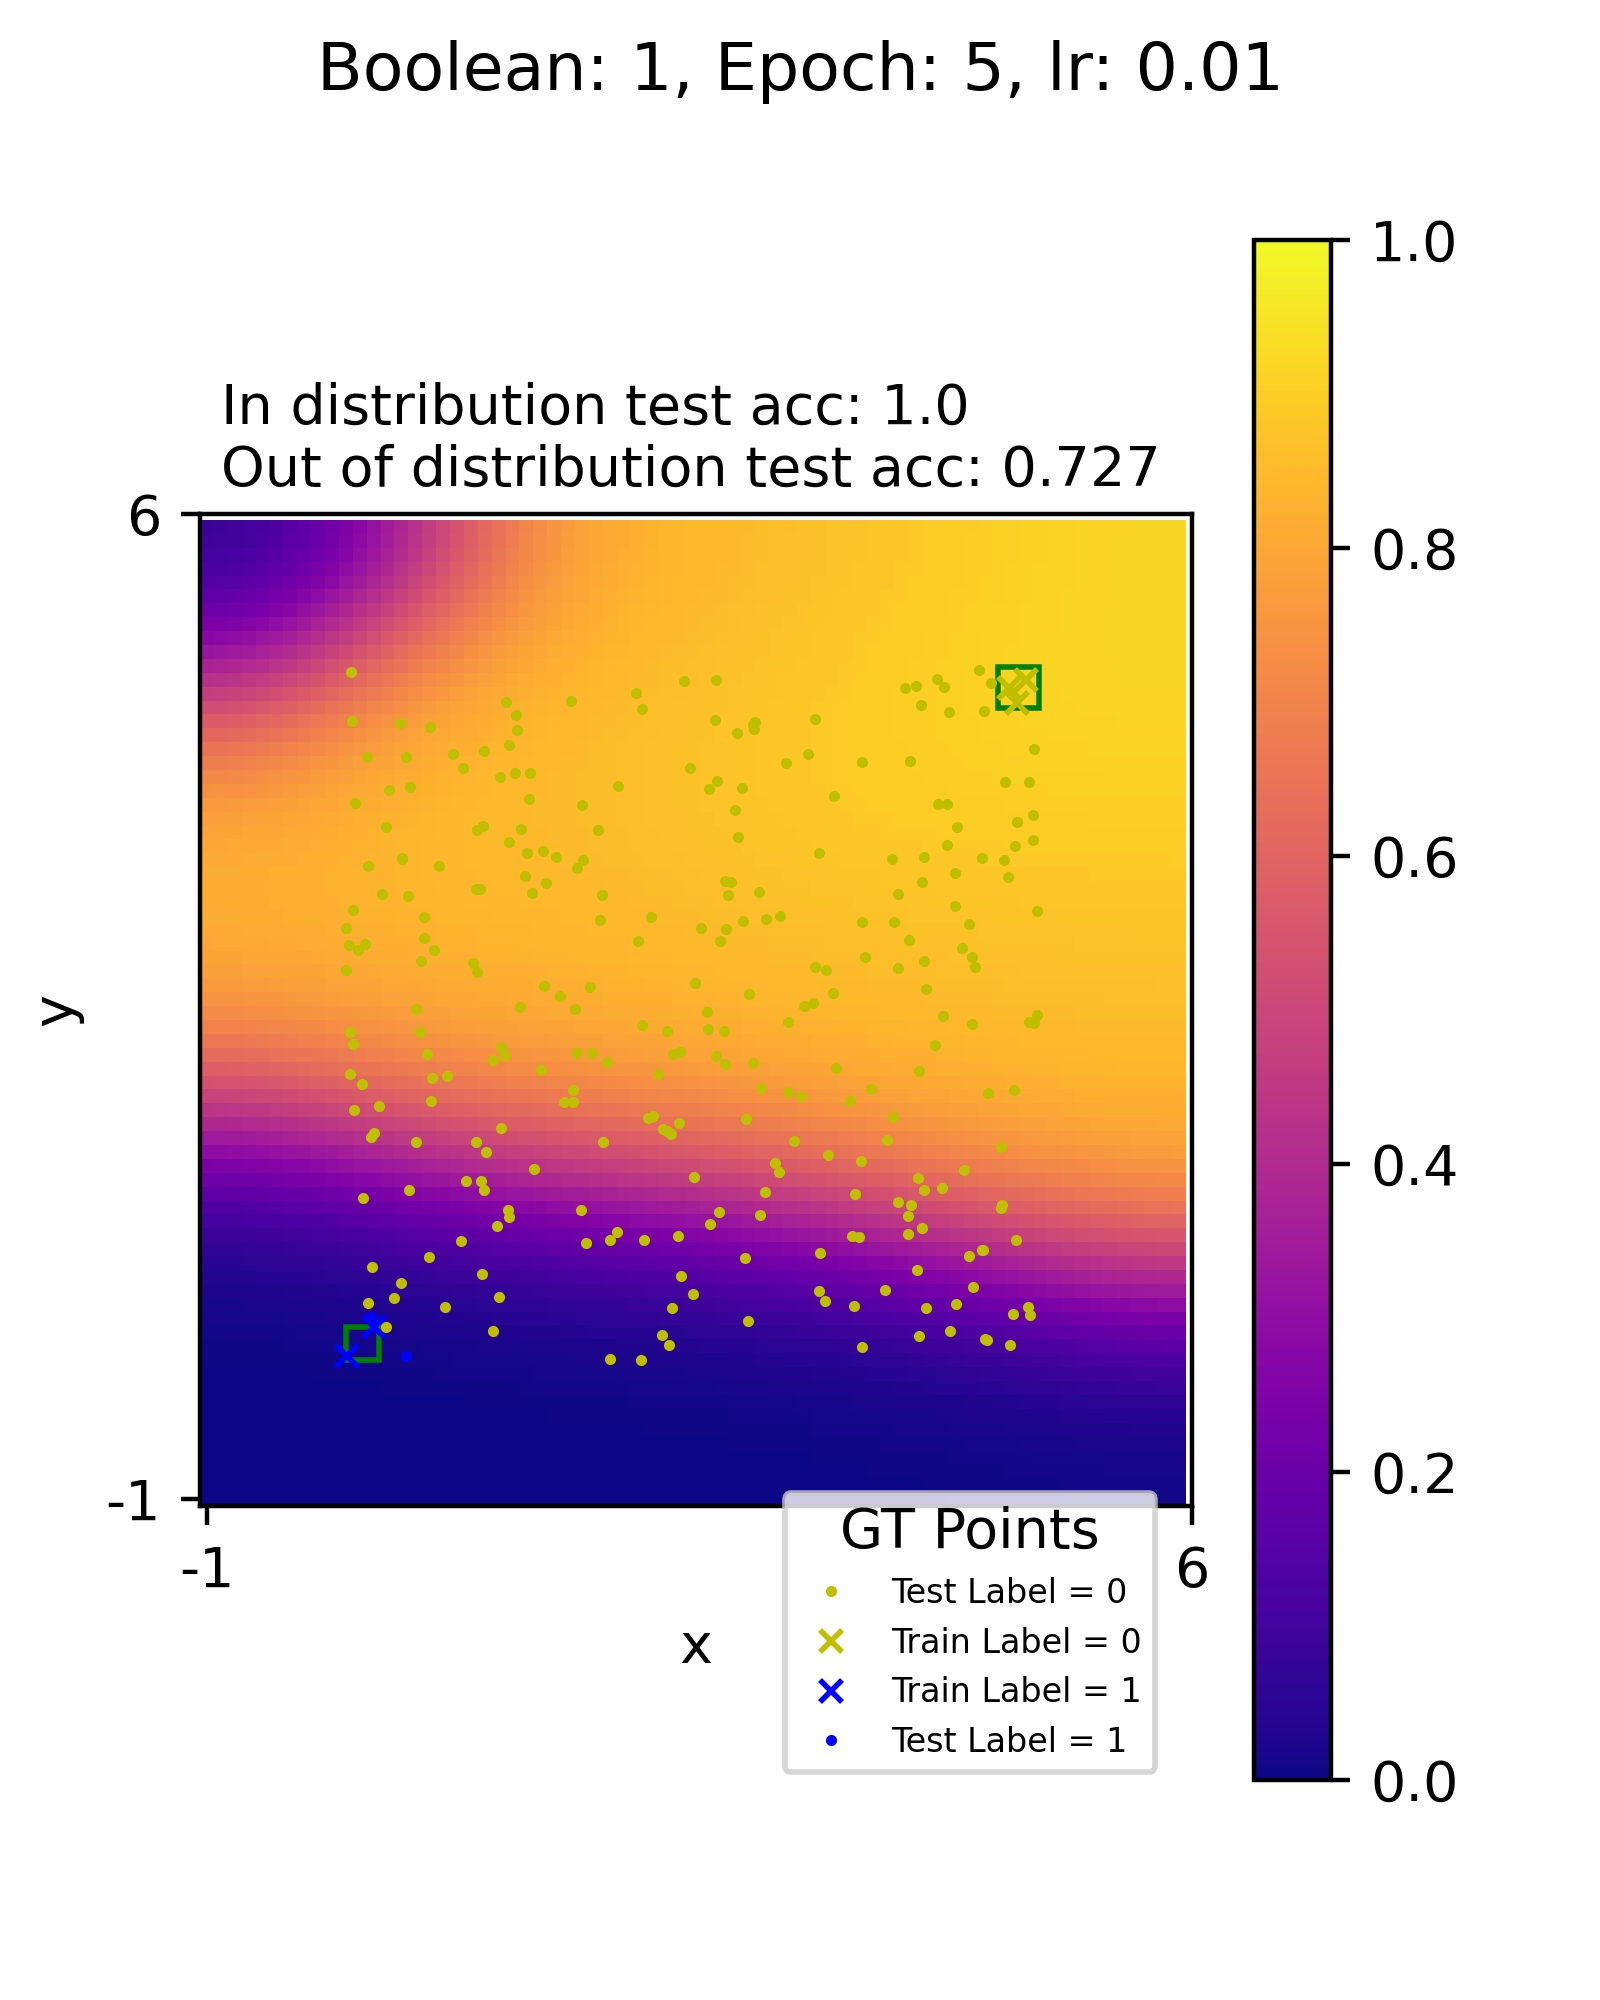 Boolean: 1, Epoch: 5, lr: 0.01
In distribution test acc: 1.0
Out of distribution test acc: 0.727
6
y
-1
-1
6
x
GT Points
Test Label = 0
Train Label = 0
Train Label = 1
Test Label = 1
1.0
0.8
0.6
0.4
0.2
0.0